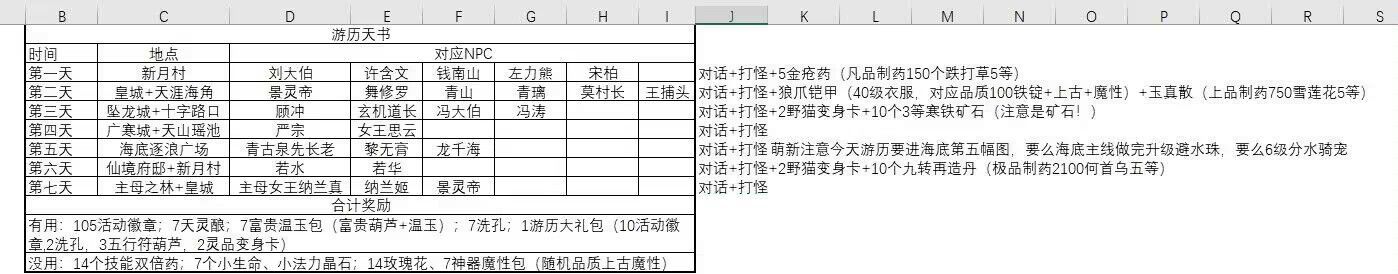 B C D E F G H I J K L M N O P Q R S
游历天书
时间 地点 对应NPC
第一天 新月村 刘大伯 许含文 钱南山 左力熊 宋柏 对话+打怪+5金疮药（凡品制药150个跌打草5等）
第二天 皇城+天涯海角 景灵帝 舞修罗 青山 青璃 莫村长 王捕头 对话+打怪+狼爪铠甲（40级衣服，对应品质100铁锭+上古+魔性）+玉真散（上品制药750雪莲花5等）
第三天 坠龙城+十字路口 顾冲 玄机道长 冯大伯 冯涛 对话+打怪+2野猫变身卡+10个3等寒铁矿石（注意是矿石！）
第四天 广寒城+天山瑶池 严宗 女王思云 对话+打怪
第五天 海底逐浪广场 青古泉先长老 黎无膏 龙千海 对话+打怪 萌新注意今天游历要进海底第五幅图，要么海底主线做完升级避水珠，要么6级分水骑宠
第六天 仙境府邸+新月村 若水 若华 对话+打怪+2野猫变身卡+10个九转再造丹（极品制药2100何首乌五等）
第七天 主母之林+皇城 主母女王纳兰真 纳兰姬 景灵帝 对话+打怪
合计奖励
有用：105活动徽章；7天灵酿；7富贵温玉包（富贵葫芦+温玉）；7洗孔；1游历大礼包（10活动徽
章,2洗孔，3五行符葫芦，2灵品变身卡）
没用：14个技能双倍药；7个小生命、小法力晶石；14玫瑰花、7神器魔性包（随机品质上古魔性）